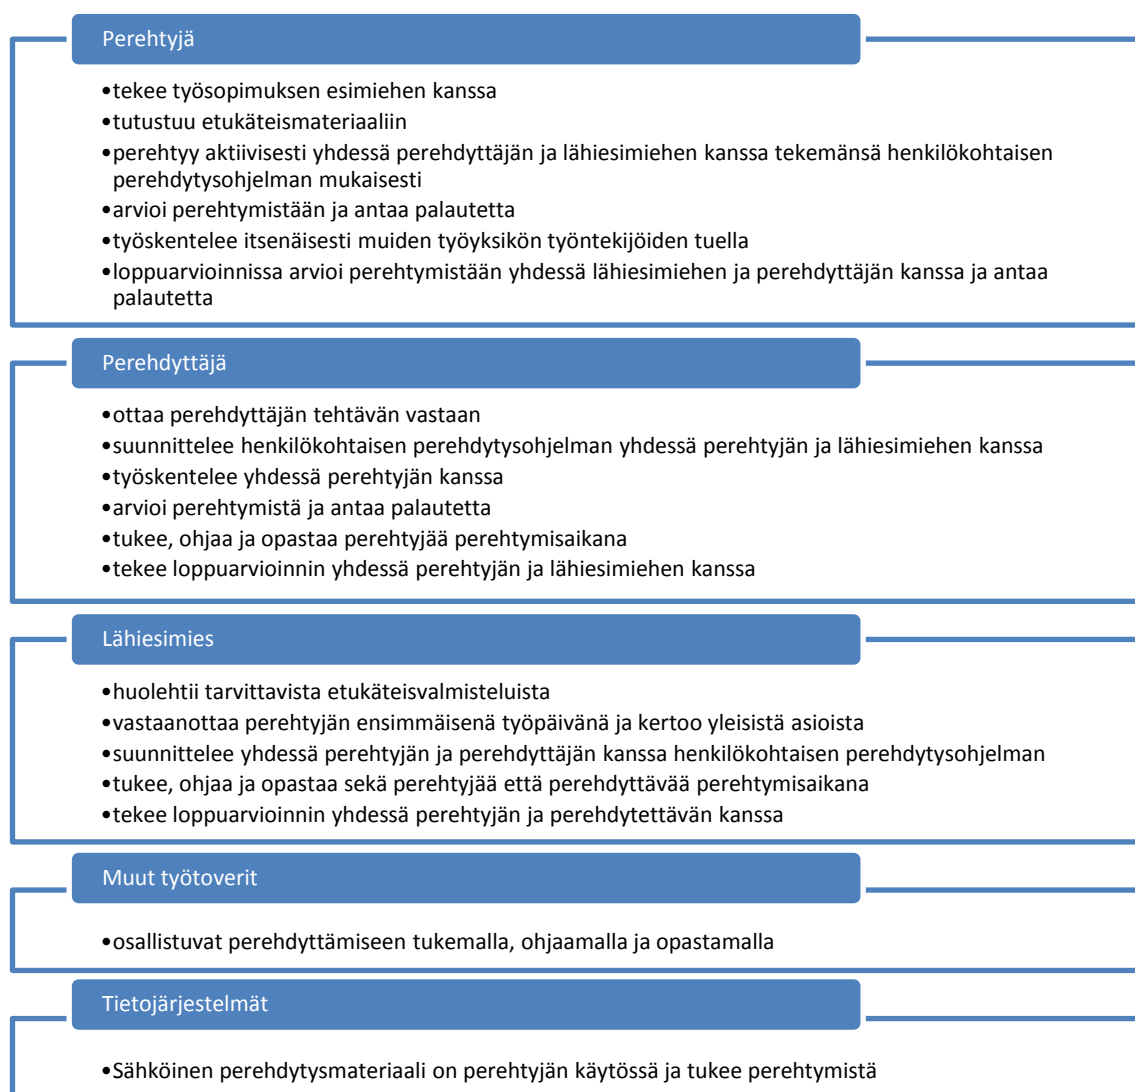 Perehtyjä
•tekee työsopimuksen esimiehen kanssa
•tutustuu etukäteismateriaaliin
•perehtyy aktiivisesti yhdessä perehdyttäjän ja lähiesimiehen kanssa tekemänsä henkilökohtaisen
perehdytysohjelman mukaisesti
•arvioi perehtymistään ja antaa palautetta
•työskentelee itsenäisesti muiden työyksikön työntekijöiden tuella
•loppuarvioinnissa arvioi perehtymistään yhdessä lähiesimiehen ja perehdyttäjän kanssa ja antaa
palautetta
Perehdyttäjä
•ottaa perehdyttäjän tehtävän vastaan
•suunnittelee henkilökohtaisen perehdytysohjelman yhdessä perehtyjän ja lähiesimiehen kanssa
•työskentelee yhdessä perehtyjän kanssa
•arvioi perehtymistä ja antaa palautetta
•tukee, ohjaa ja opastaa perehtyjää perehtymisaikana
•tekee loppuarvioinnin yhdessä perehtyjän ja lähiesimiehen kanssa
Lähiesimies
•huolehtii tarvittavista etukäteisvalmisteluista
•vastaanottaa perehtyjän ensimmäisenä työpäivänä ja kertoo yleisistä asioista
•suunnittelee yhdessä perehtyjän ja perehdyttäjän kanssa henkilökohtaisen perehdytysohjelman
•tukee, ohjaa ja opastaa sekä perehtyjää että perehdyttävää perehtymisaikana
•tekee loppuarvioinnin yhdessä perehtyjän ja perehdytettävän kanssa
Muut työtoverit
•osallistuvat perehdyttämiseen tukemalla, ohjaamalla ja opastamalla
Tietojärjestelmät
•Sähköinen perehdytysmateriaali on perehtyjän käytössä ja tukee perehtymistä